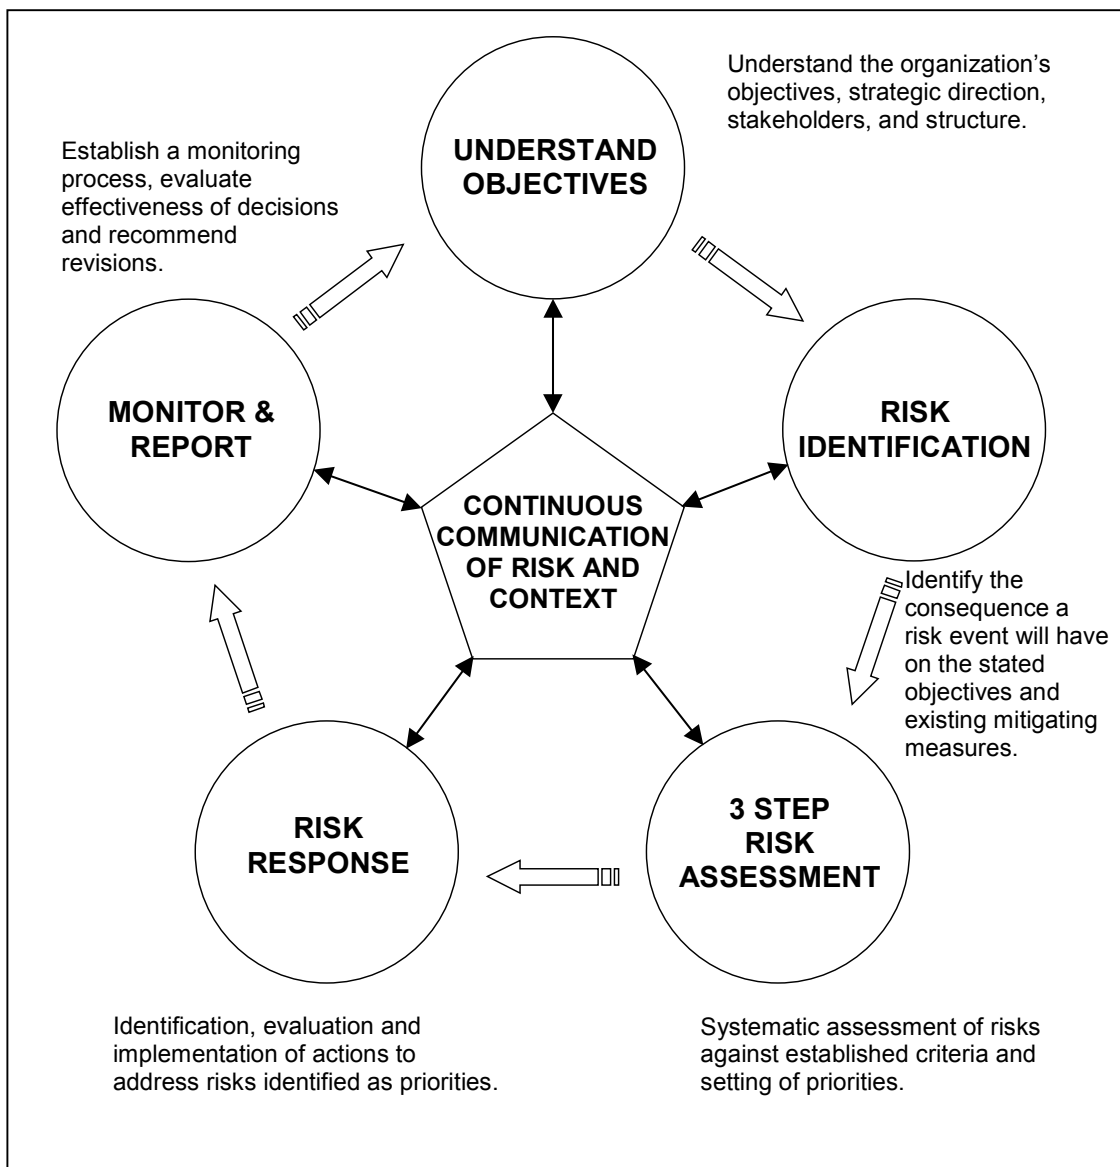 Understand the organization’s
objectives, strategic direction,
stakeholders, and structure.
UNDERSTAND
OBJECTIVES
Establish a monitoring
process, evaluate
effectiveness of decisions
and recommend
revisions.
MONITOR &
REPORT
RISK
IDENTIFICATION
CONTINUOUS
COMMUNICATION
OF RISK AND
CONTEXT
Identify the
consequence a
risk event will have
on the stated
objectives and
existing mitigating
measures.
RISK
RESPONSE
3 STEP
RISK
ASSESSMENT
Identification, evaluation and
implementation of actions to
address risks identified as priorities.
Systematic assessment of risks
against established criteria and
setting of priorities.